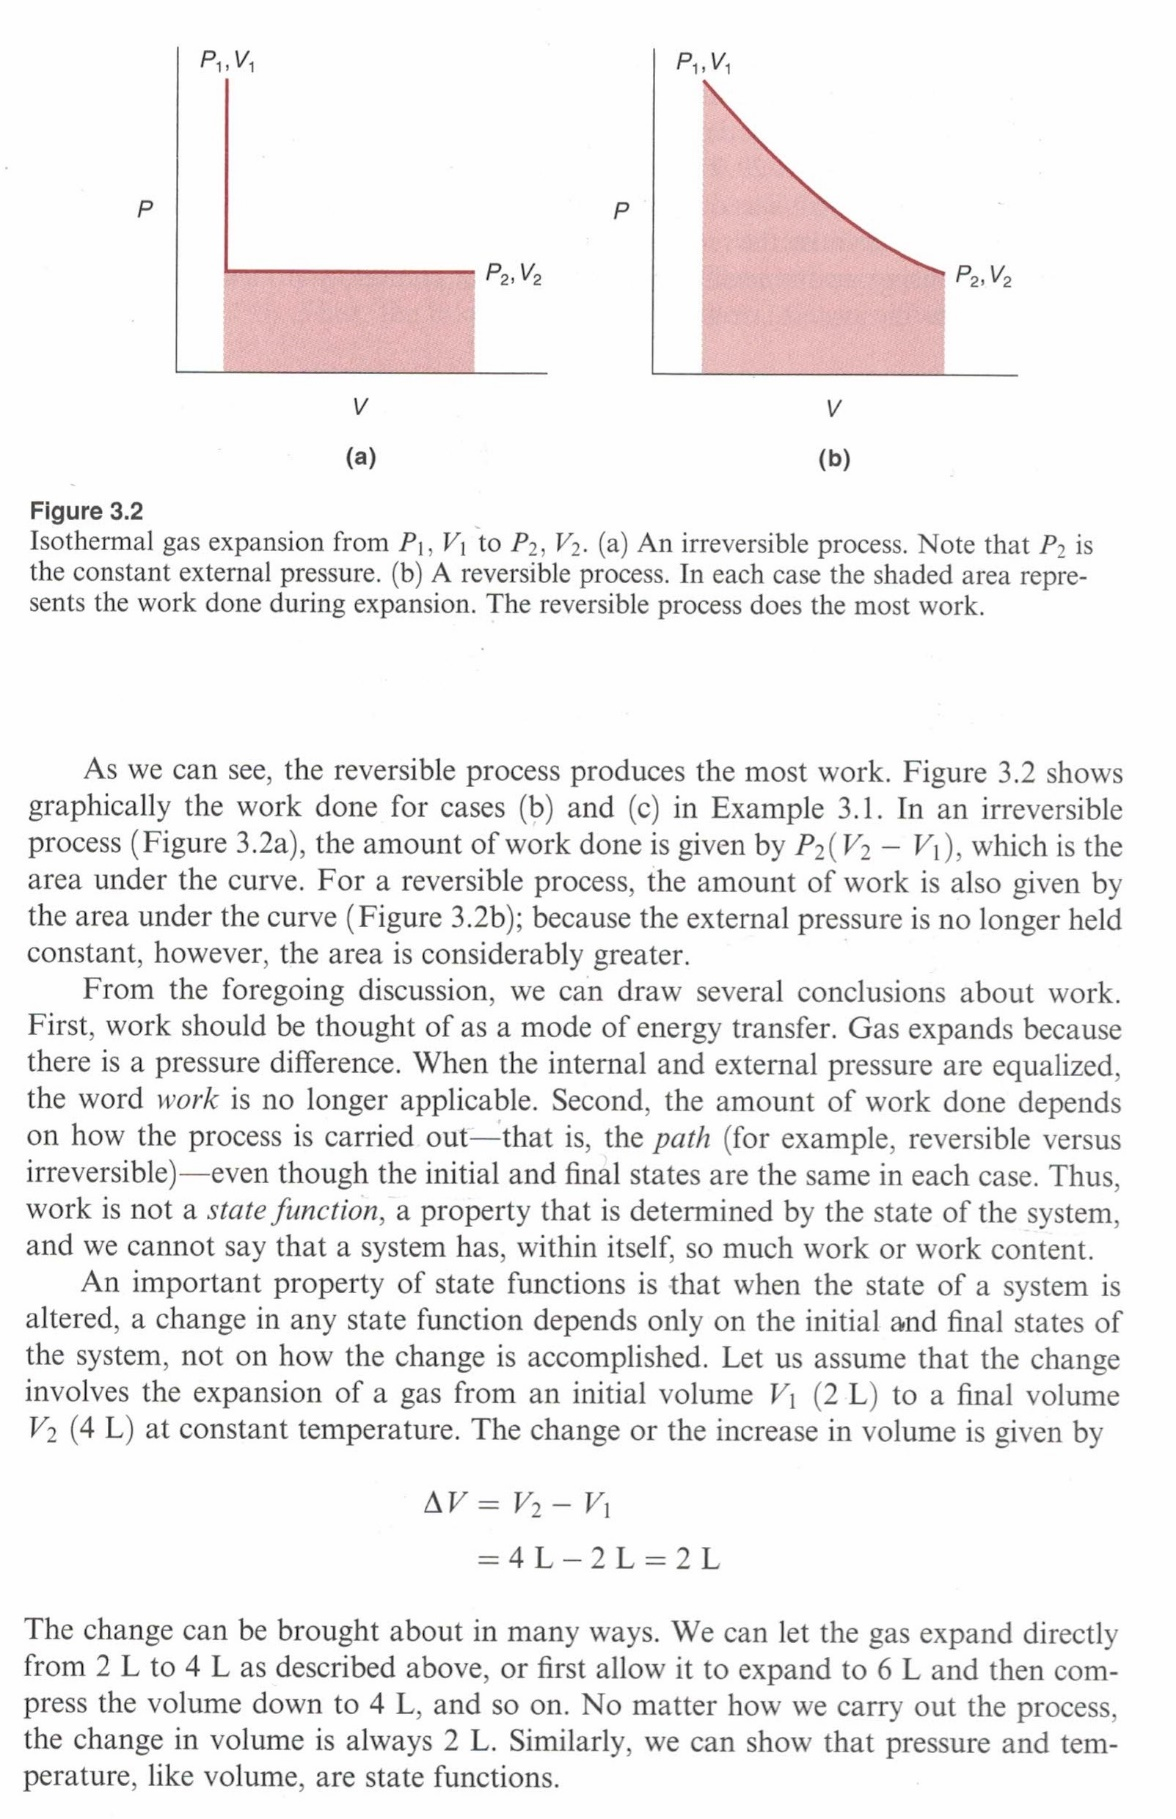 P₁, V₁
P
P₂, V₂
V
(a)
P₁, V₁
P
P₂, V₂
V
(b)
Figure 3.2
Isothermal gas expansion from P₁, V₁ to P₂, V₂. (a) An irreversible process. Note that P₂ is
the constant external pressure. (b) A reversible process. In each case the shaded area repre-
sents the work done during expansion. The reversible process does the most work.
As we can see, the reversible process produces the most work. Figure 3.2 shows
graphically the work done for cases (b) and (c) in Example 3.1. In an irreversible
process (Figure 3.2a), the amount of work done is given by P₂(V₂ − V₁), which is the
area under the curve. For a reversible process, the amount of work is also given by
the area under the curve (Figure 3.2b); because the external pressure is no longer held
constant, however, the area is considerably greater.
From the foregoing discussion, we can draw several conclusions about work.
First, work should be thought of as a mode of energy transfer. Gas expands because
there is a pressure difference. When the internal and external pressure are equalized,
the word work is no longer applicable. Second, the amount of work done depends
on how the process is carried out—that is, the path (for example, reversible versus
irreversible)—even though the initial and final states are the same in each case. Thus,
work is not a state function, a property that is determined by the state of the system,
and we cannot say that a system has, within itself, so much work or work content.
An important property of state functions is that when the state of a system is
altered, a change in any state function depends only on the initial and final states of
the system, not on how the change is accomplished. Let us assume that the change
involves the expansion of a gas from an initial volume V₁ (2 L) to a final volume
V₂ (4 L) at constant temperature. The change or the increase in volume is given by
ΔV = V₂ − V₁
= 4 L − 2 L = 2 L
The change can be brought about in many ways. We can let the gas expand directly
from 2 L to 4 L as described above, or first allow it to expand to 6 L and then com-
press the volume down to 4 L, and so on. No matter how we carry out the process,
the change in volume is always 2 L. Similarly, we can show that pressure and tem-
perature, like volume, are state functions.